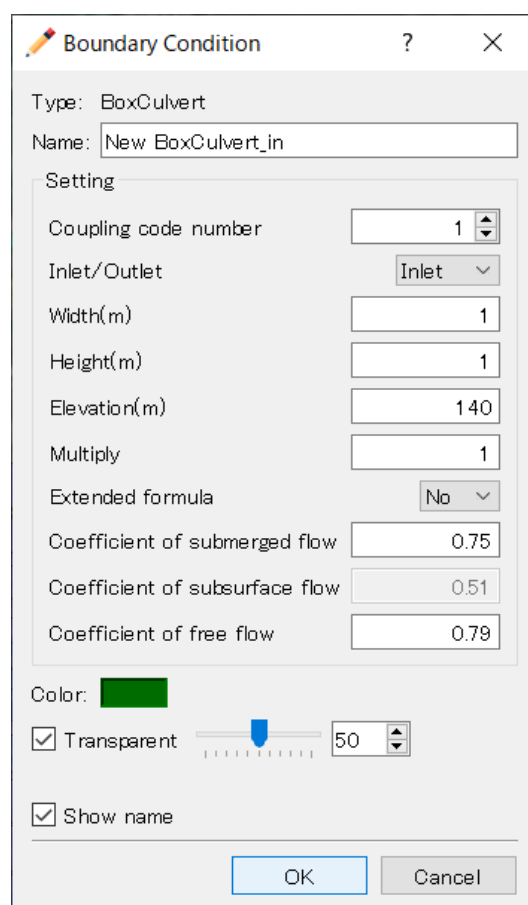 Boundary Condition ?
Type: BoxCulvert
Name: New BoxCulvert_in
Setting
Coupling code number 1
Inlet/Outlet Inlet
Width(m) 1
Height(m) 1
Elevation(m) 140
Multiply 1
Extended formula No
Coefficient of submerged flow 0.75
Coefficient of subsurface flow 0.51
Coefficient of free flow 0.79
Color:
Transparent 50
Show name
OK Cancel